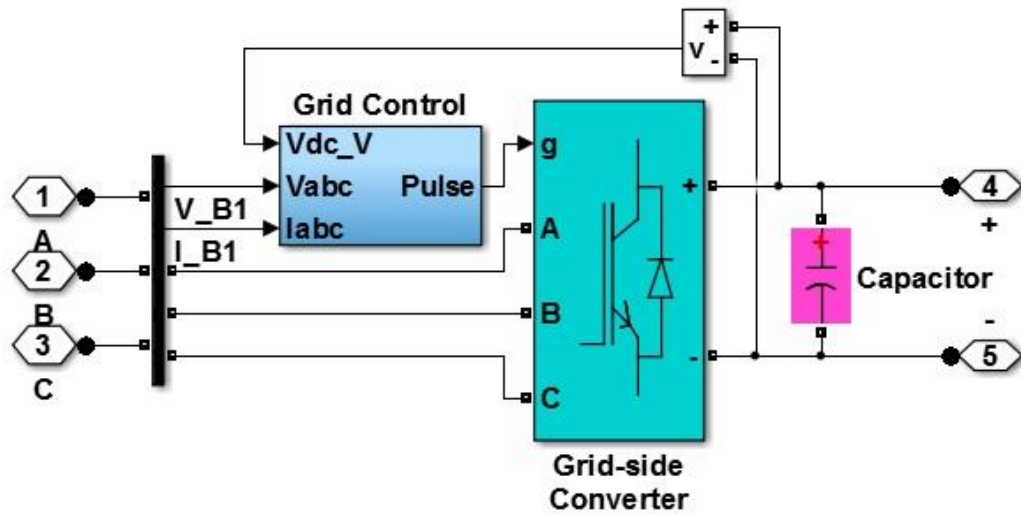 +
v
-
Grid Control
Vdc_V
Vabc
Pulse
Iabc
V_B1
I_B1
1
A
2
B
3
C
g
A
B
C
+
-
Grid-side
Converter
+
Capacitor
4
+
-
5